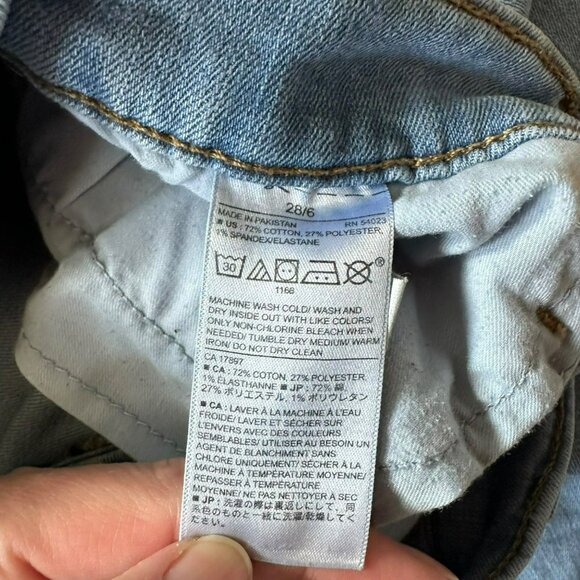 28/6
MADE IN PAKISTAN RN 54023
■ US : 72% COTTON, 27% POLYESTER,
1% SPANDEX/ELASTANE
30
1166
MACHINE WASH COLD/ WASH AND
DRY INSIDE OUT WITH LIKE COLORS/
ONLY NON-CHLORINE BLEACH WHEN
NEEDED/ TUMBLE DRY MEDIUM/ WARM
IRON/ DO NOT DRY CLEAN
CA 17897
■ CA : 72% COTON, 27% POLYESTER,
1% ÉLASTHANNE ■ JP : 72% 綿,
27% ポリエステル, 1% ポリウレタン
■ CA : LAVER À LA MACHINE À L'EAU
FROIDE/ LAVER ET SÉCHER SUR
L'ENVERS AVEC DES COULEURS
SEMBLABLES/ UTILISER AU BESOIN UN
AGENT DE BLANCHIMENT SANS
CHLORE UNIQUEMENT/ SÉCHER À LA
MACHINE À TEMPÉRATURE MOYENNE/
REPASSER À TEMPÉRATURE
MOYENNE/ NE PAS NETTOYER À SEC
■ JP : 洗濯の際は裏返しにして、同
系色のものと一緒に洗濯/乾燥してく